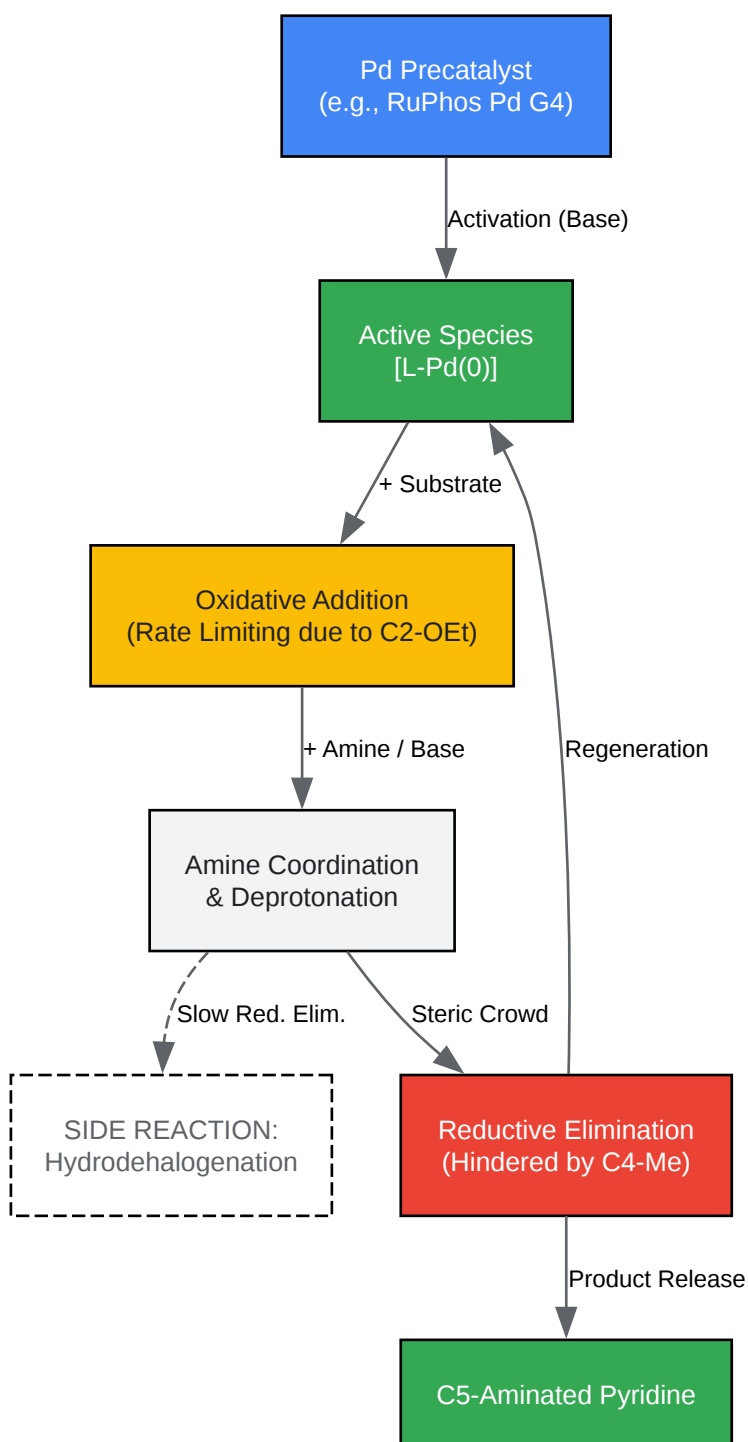 Pd Precatalyst
(e.g., RuPhos Pd G4)
Activation (Base)
Active Species
[L-Pd(0)]
+ Substrate
Oxidative Addition
(Rate Limiting due to C2-OEt)
+ Amine / Base
Regeneration
Amine Coordination
& Deprotonation
Slow Red. Elim.
Steric Crowd
SIDE REACTION:
Hydrodehalogenation
Reductive Elimination
(Hindered by C4-Me)
Product Release
C5-Aminated Pyridine